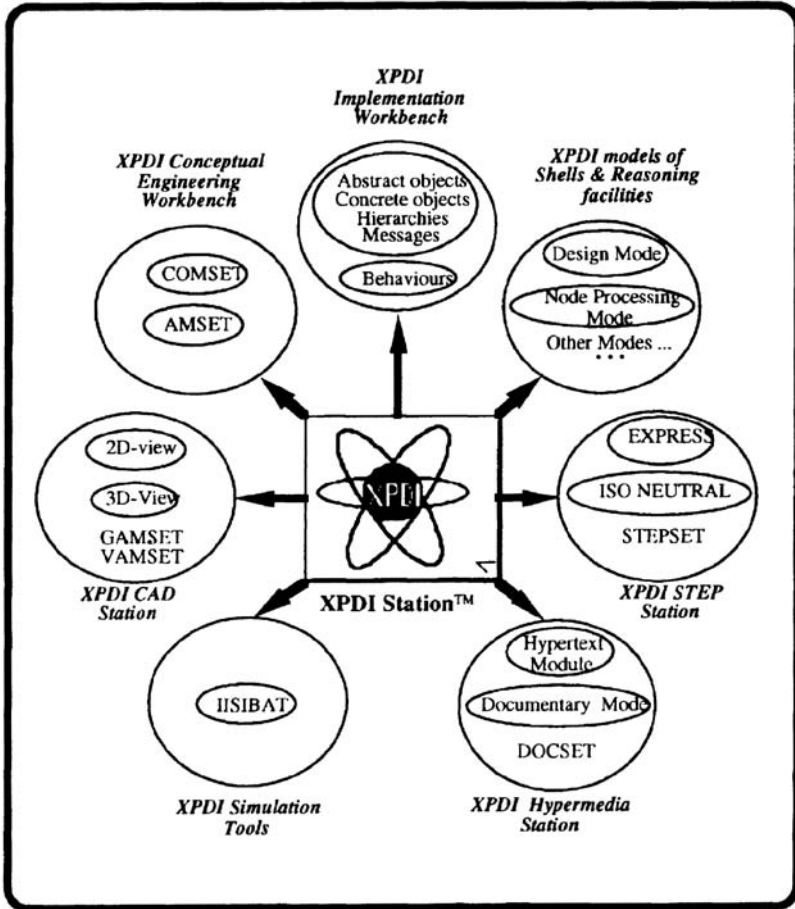 XPDI
Implementation
Workbench
XPDI Conceptual
Engineering
Workbench
XPDI models of
Shells & Reasoning
facilities
Abstract objects
Concrete objects
Hierarchies
Messages
Behaviours
COMSET
AMSET
Design Mode
Node Processing
Mode
Other Modes ...
...
2D-view
3D-View
GAMSET
VAMSET
XPDI CAD
Station
XPDI
XPDI Station™
EXPRESS
ISO NEUTRAL
STEPSET
XPDI STEP
Station
IISIBAT
XPDI Simulation
Tools
Hypertext
Module
Documentary Mode
DOCSET
XPDI Hypermedia
Station